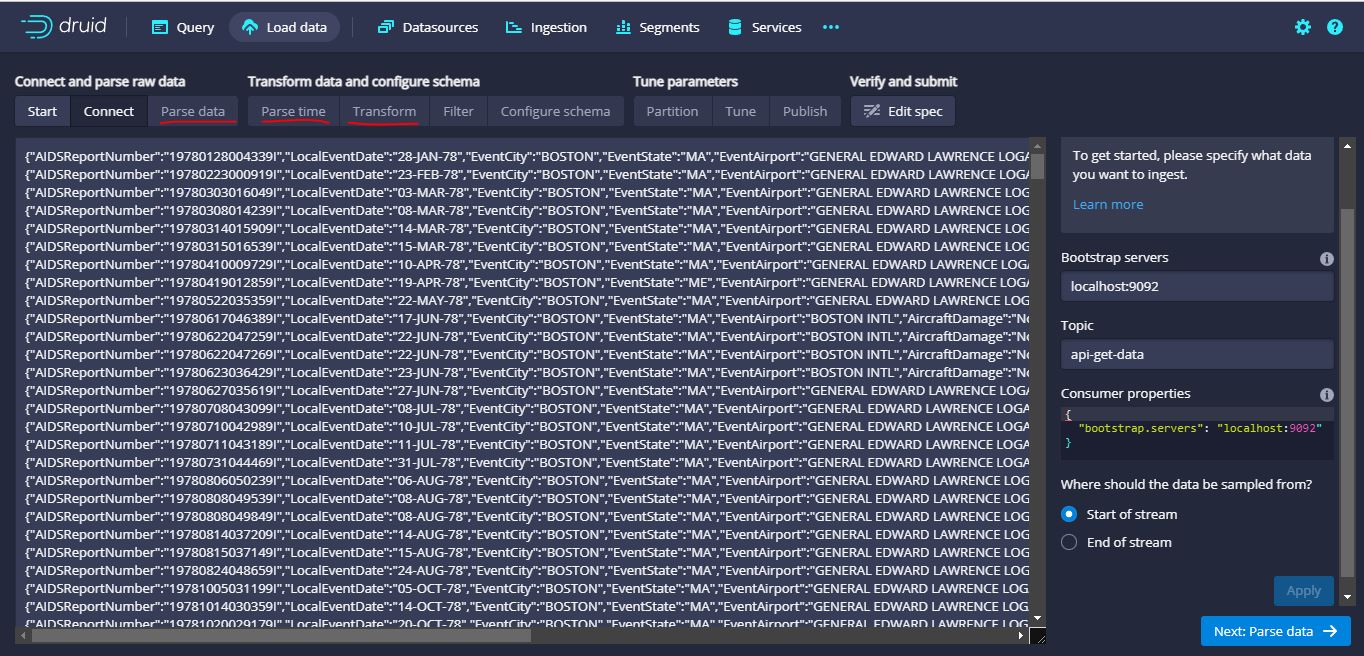 druid Query Load data Datasources Ingestion Segments Services
Connect and parse raw data Transform data and configure schema Tune parameters Verify and submit
Start Connect Parse data Parse time Transform Filter Configure schema Partition Tune Publish Edit spec
{"AIDSReportNumber":"19780128004339I","LocalEventDate":"28-JAN-78","EventCity":"BOSTON","EventState":"MA","EventAirport":"GENERAL EDWARD LAWRENCE LOGA
{"AIDSReportNumber":"19780223000919I","LocalEventDate":"23-FEB-78","EventCity":"BOSTON","EventState":"MA","EventAirport":"GENERAL EDWARD LAWRENCE LOG
{"AIDSReportNumber":"19780303016049I","LocalEventDate":"03-MAR-78","EventCity":"BOSTON","EventState":"MA","EventAirport":"GENERAL EDWARD LAWRENCE LOG
{"AIDSReportNumber":"19780308014239I","LocalEventDate":"08-MAR-78","EventCity":"BOSTON","EventState":"MA","EventAirport":"GENERAL EDWARD LAWRENCE LOG
{"AIDSReportNumber":"19780314015909I","LocalEventDate":"14-MAR-78","EventCity":"BOSTON","EventState":"MA","EventAirport":"GENERAL EDWARD LAWRENCE LOG
{"AIDSReportNumber":"19780315016539I","LocalEventDate":"15-MAR-78","EventCity":"BOSTON","EventState":"MA","EventAirport":"GENERAL EDWARD LAWRENCE LOG
{"AIDSReportNumber":"19780410009729I","LocalEventDate":"10-APR-78","EventCity":"BOSTON","EventState":"MA","EventAirport":"GENERAL EDWARD LAWRENCE LOGA
{"AIDSReportNumber":"19780419012859I","LocalEventDate":"19-APR-78","EventCity":"BOSTON","EventState":"ME","EventAirport":"GENERAL EDWARD LAWRENCE LOGA
{"AIDSReportNumber":"19780522035359I","LocalEventDate":"22-MAY-78","EventCity":"BOSTON","EventState":"MA","EventAirport":"GENERAL EDWARD LAWRENCE LOG
{"AIDSReportNumber":"19780617046389I","LocalEventDate":"17-JUN-78","EventCity":"BOSTON","EventState":"MA","EventAirport":"BOSTON INTL","AircraftDamage":"No
{"AIDSReportNumber":"19780622047259I","LocalEventDate":"22-JUN-78","EventCity":"BOSTON","EventState":"MA","EventAirport":"BOSTON INTL","AircraftDamage":"No
{"AIDSReportNumber":"19780622047269I","LocalEventDate":"22-JUN-78","EventCity":"BOSTON","EventState":"MA","EventAirport":"BOSTON INTL","AircraftDamage":"No
{"AIDSReportNumber":"19780623036429I","LocalEventDate":"23-JUN-78","EventCity":"BOSTON","EventState":"MA","EventAirport":"BOSTON INTL","AircraftDamage":"No
{"AIDSReportNumber":"19780627035619I","LocalEventDate":"27-JUN-78","EventCity":"BOSTON","EventState":"MA","EventAirport":"GENERAL EDWARD LAWRENCE LOGA
{"AIDSReportNumber":"19780708043099I","LocalEventDate":"08-JUL-78","EventCity":"BOSTON","EventState":"MA","EventAirport":"GENERAL EDWARD LAWRENCE LOGA
{"AIDSReportNumber":"19780710042989I","LocalEventDate":"10-JUL-78","EventCity":"BOSTON","EventState":"MA","EventAirport":"GENERAL EDWARD LAWRENCE LOGA
{"AIDSReportNumber":"19780711043189I","LocalEventDate":"11-JUL-78","EventCity":"BOSTON","EventState":"MA","EventAirport":"GENERAL EDWARD LAWRENCE LOGA
{"AIDSReportNumber":"19780731044469I","LocalEventDate":"31-JUL-78","EventCity":"BOSTON","EventState":"MA","EventAirport":"GENERAL EDWARD LAWRENCE LOGA
{"AIDSReportNumber":"19780806050239I","LocalEventDate":"06-AUG-78","EventCity":"BOSTON","EventState":"MA","EventAirport":"GENERAL EDWARD LAWRENCE LOG
{"AIDSReportNumber":"19780808049539I","LocalEventDate":"08-AUG-78","EventCity":"BOSTON","EventState":"MA","EventAirport":"GENERAL EDWARD LAWRENCE LOG
{"AIDSReportNumber":"19780808049849I","LocalEventDate":"08-AUG-78","EventCity":"BOSTON","EventState":"MA","EventAirport":"GENERAL EDWARD LAWRENCE LOG
{"AIDSReportNumber":"19780814037209I","LocalEventDate":"14-AUG-78","EventCity":"BOSTON","EventState":"MA","EventAirport":"GENERAL EDWARD LAWRENCE LOG
{"AIDSReportNumber":"19780815037149I","LocalEventDate":"15-AUG-78","EventCity":"BOSTON","EventState":"MA","EventAirport":"GENERAL EDWARD LAWRENCE LOG
{"AIDSReportNumber":"19780824048659I","LocalEventDate":"24-AUG-78","EventCity":"BOSTON","EventState":"MA","EventAirport":"GENERAL EDWARD LAWRENCE LOG
{"AIDSReportNumber":"19781005031199I","LocalEventDate":"05-OCT-78","EventCity":"BOSTON","EventState":"MA","EventAirport":"GENERAL EDWARD LAWRENCE LOGA
{"AIDSReportNumber":"19781014030359I","LocalEventDate":"14-OCT-78","EventCity":"BOSTON","EventState":"MA","EventAirport":"GENERAL EDWARD LAWRENCE LOGA
{"AIDSReportNumber":"19781020029179I","LocalEventDate":"20-OCT-78","EventCity":"BOSTON","EventState":"MA","EventAirport":"GENERAL EDWARD LAWRENCE LOGA
To get started, please specify what data
you want to ingest.
Learn more
Bootstrap servers
localhost:9092
Topic
api-get-data
Consumer properties
{
"bootstrap.servers": "localhost:9092"
}
Where should the data be sampled from?
Start of stream
End of stream
Apply
Next: Parse data